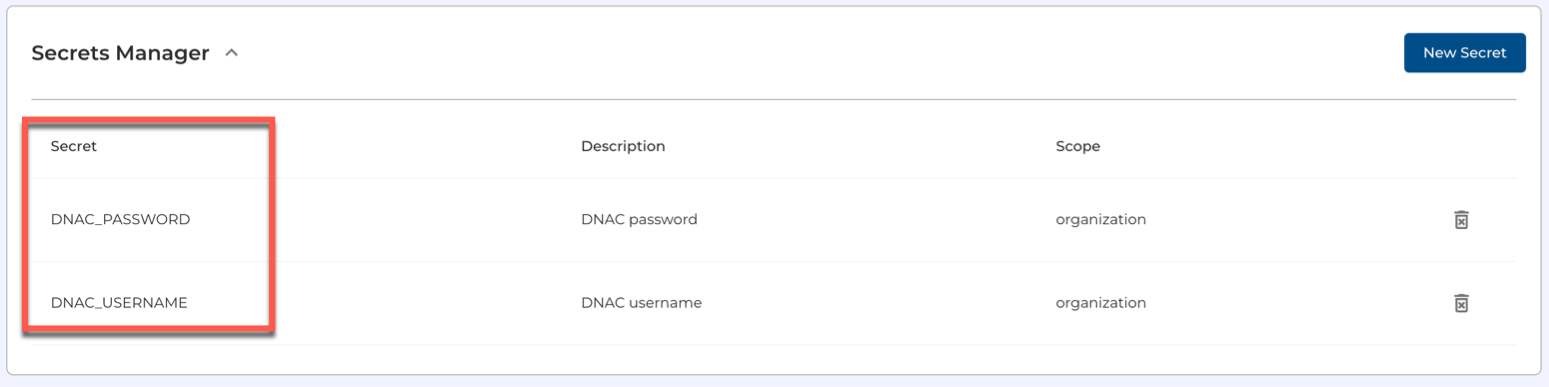 Secrets Manager
New Secret
Secret Description Scope
DNAC_PASSWORD DNAC password organization
DNAC_USERNAME DNAC username organization